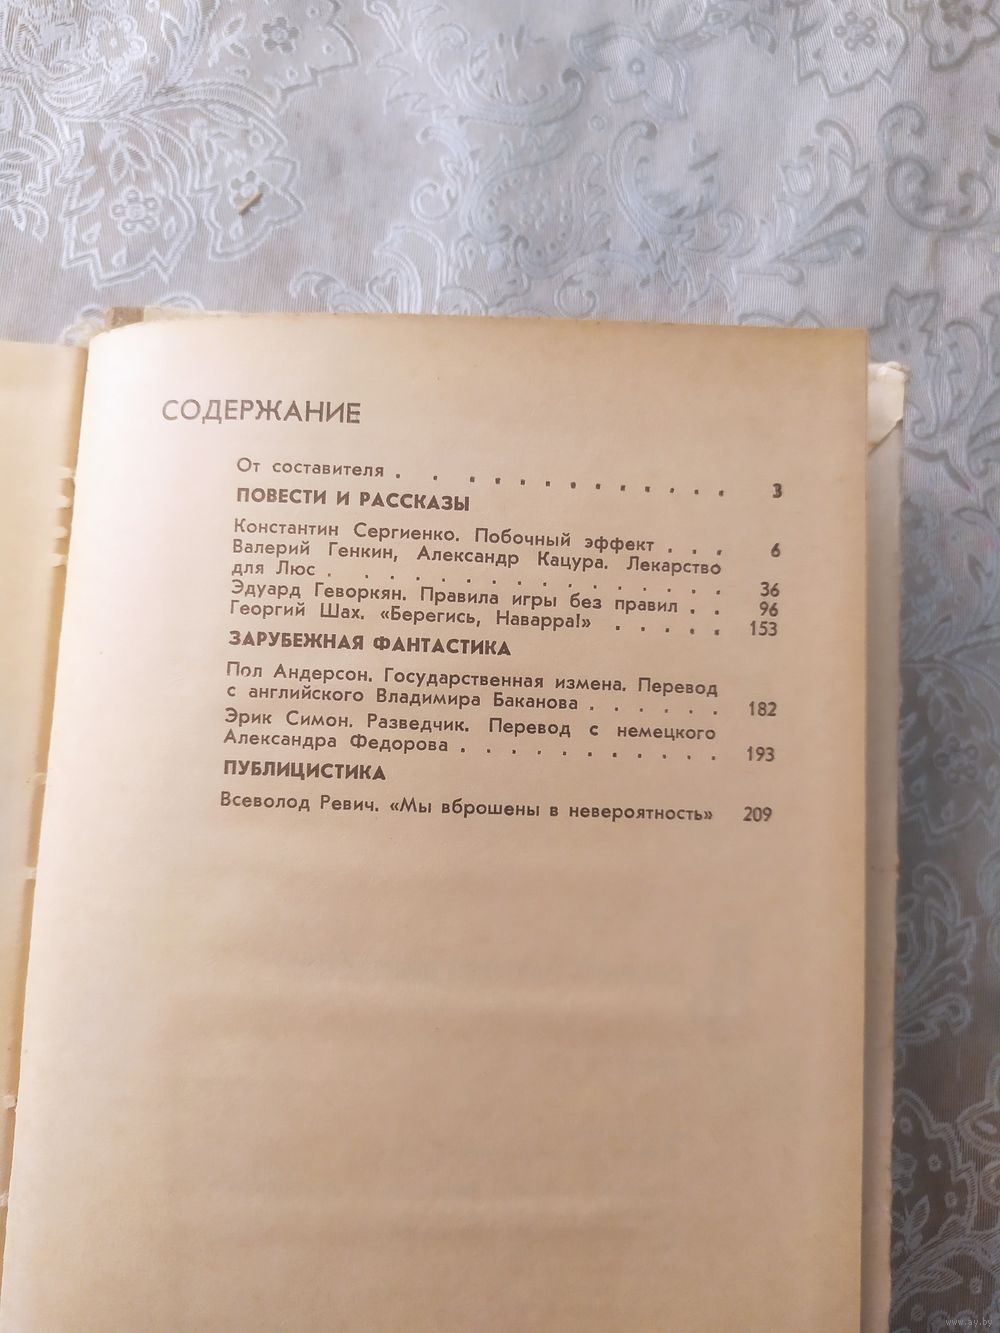 СОДЕРЖАНИЕ
От составителя . . . . . . . . . . . . . 3
ПОВЕСТИ И РАССКАЗЫ
Константин Сергиенко. Побочный эффект . . . 6
Валерий Генкин, Александр Кацура. Лекарство
для Люс . . . . . . . . . . . . . . 36
Эдуард Геворкян. Правила игры без правил . . 96
Георгий Шах. «Берегись, Наварра!» . . . . . 153
ЗАРУБЕЖНАЯ ФАНТАСТИКА
Пол Андерсон. Государственная измена. Перевод
с английского Владимира Баканова . . . . . . 182
Эрик Симон. Разведчик. Перевод с немецкого
Александра Федорова . . . . . . . . . . . 193
ПУБЛИЦИСТИКА
Всеволод Ревич. «Мы вброшены в невероятность» 209
www.ay.by